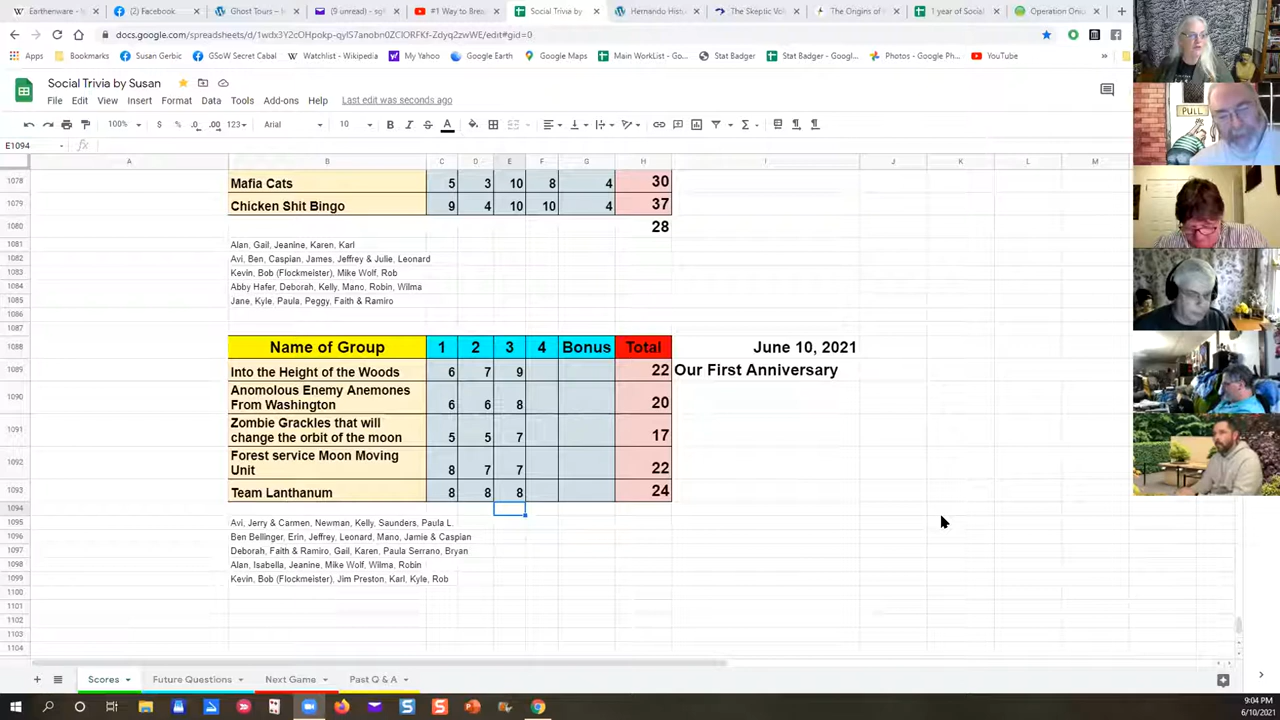 Earthenware - W
(2) Facebook
Ghost Tours –
(9 unread) - sgl
#1 Way to Break
Social Trivia by
Hernando Hist
The Skeptic Vo
The Origins of
1 year of Social
Operation Onio
docs.google.com/spreadsheets/d/1wdx3Y2cOHpokp-qyIS7anobn0ZCIORFKf-Zdyq2zwWE/edit#gid=0
Apps
Bookmarks
Susan Gerbic
GSoW Secret Cabal
Watchlist - Wikipedia
My Yahoo
Google Earth
Google Maps
Main WorkList - Go...
Stat Badger
Stat Badger - Goo...
Photos - Google Ph...
YouTube
Social Trivia by Susan
File Edit View Insert Format Data Tools Add-ons Help Last edit was seconds ago
100% $ % .0 .00 123 Arial 10 B I S A
E1094 fx
A B C D E F G H I J K L M
1078 Mafia Cats 5 3 10 8 4 30
1079 Chicken Shit Bingo 9 4 10 10 4 37
1080 28
1081 Alan, Gail, Jeanine, Karen, Karl
1082 Avi, Ben, Caspian, James, Jeffrey & Julie, Leonard
1083 Kevin, Bob (Flockmeister), Mike Wolf, Rob
1084 Abby Hafer, Deborah, Kelly, Mano, Robin, Wilma
1085 Jane, Kyle, Paula, Peggy, Faith & Ramiro
1086
1087
1088 Name of Group 1 2 3 4 Bonus Total June 10, 2021
1089 Into the Height of the Woods 6 7 9 22 Our First Anniversary
1090 Anomolous Enemy Anemones
From Washington 6 6 8 20
1091 Zombie Grackles that will
change the orbit of the moon 5 5 7 17
1092 Forest service Moon Moving
Unit 8 7 7 22
1093 Team Lanthanum 8 8 8 24
1094
1095 Avi, Jerry & Carmen, Newman, Kelly, Saunders, Paula L.
1096 Ben Bellinger, Erin, Jeffrey, Leonard, Mano, Jamie & Caspian
1097 Deborah, Faith & Ramiro, Gail, Karen, Paula Serrano, Bryan
1098 Alan, Isabella, Jeanine, Mike Wolf, Wilma, Robin
1099 Kevin, Bob (Flockmeister), Jim Preston, Karl, Kyle, Rob
1100
1101
1102
1103
1104
Scores
Future Questions
Next Game
Past Q & A
PULL
9:04 PM
6/10/2021